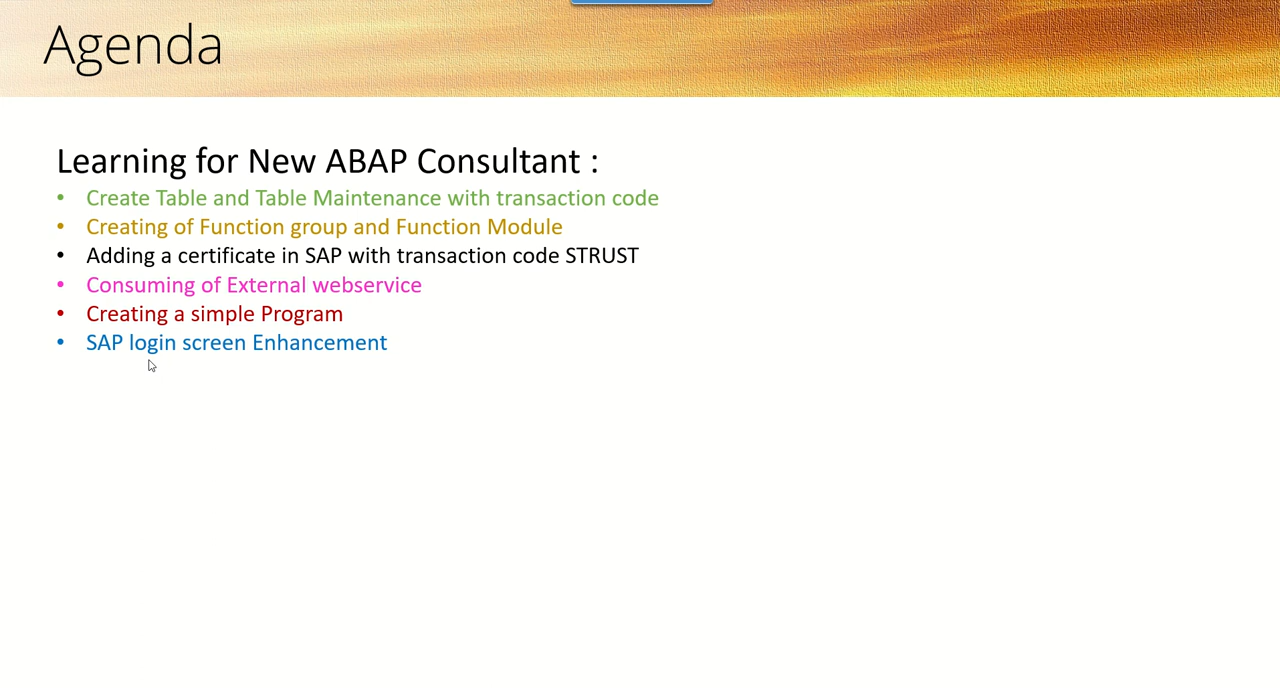 Agenda
Learning for New ABAP Consultant :
• Create Table and Table Maintenance with transaction code
• Creating of Function group and Function Module
• Adding a certificate in SAP with transaction code STRUST
• Consuming of External webservice
• Creating a simple Program
• SAP login screen Enhancement